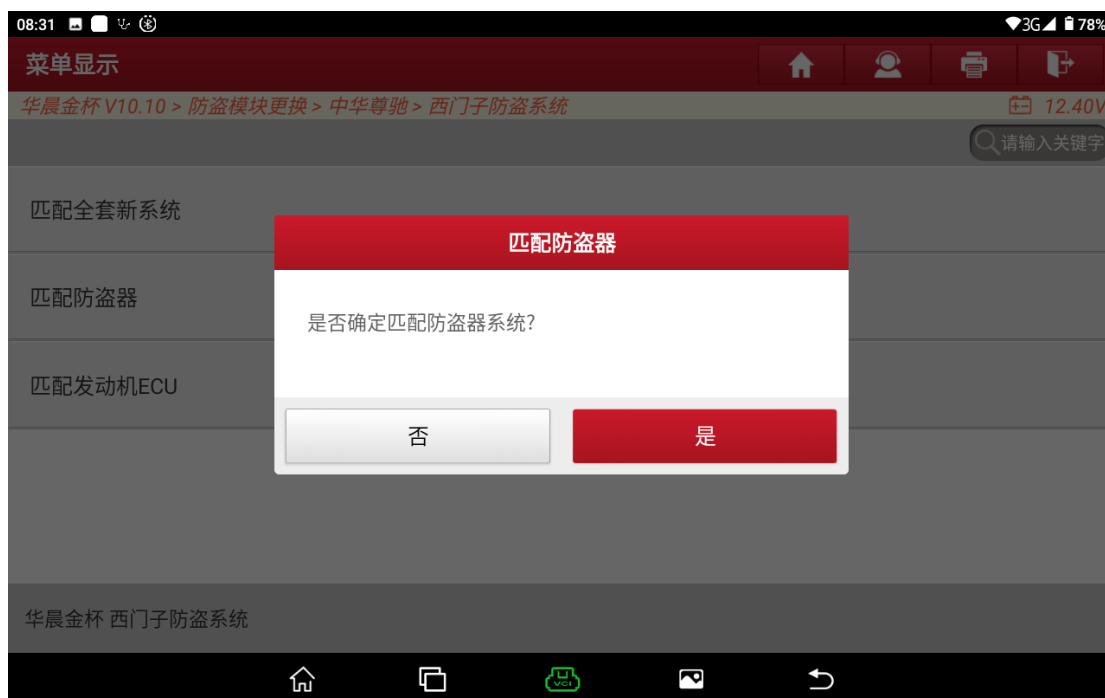 08:31
3G 78%
菜单显示
华晨金杯 V10.10 > 防盗模块更换 > 中华尊驰 > 西门子防盗系统
12.40V
请输入关键字
匹配全套新系统
匹配防盗器
匹配防盗器
是否确定匹配防盗器系统?
匹配发动机ECU
否
是
华晨金杯 西门子防盗系统
VCI